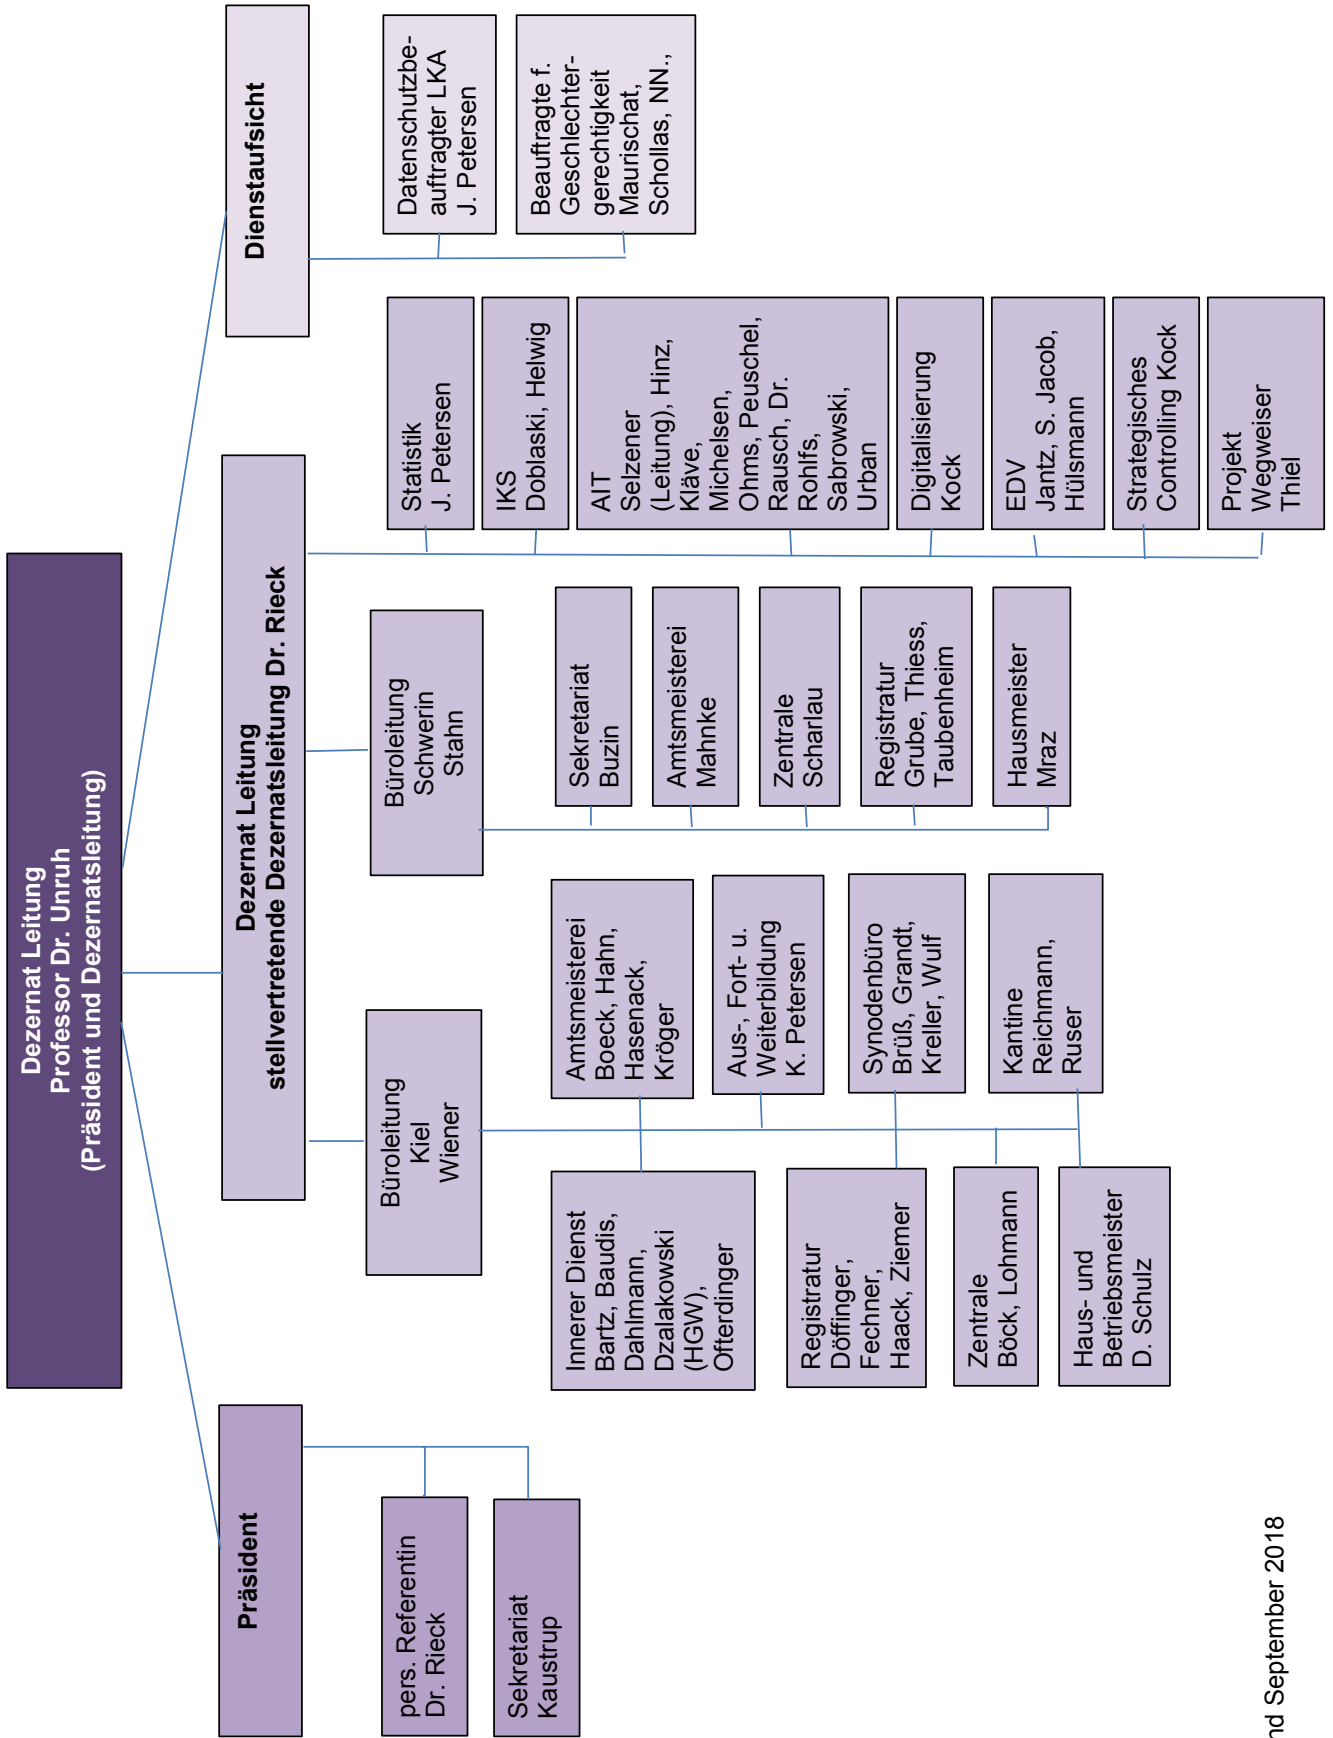 Dezernat Leitung
Professor Dr. Unruh
(Präsident und Dezernatsleitung)
Präsident
pers. Referentin
Dr. Rieck
Sekretariat
Kaustrup
Dezernat Leitung
stellvertretende Dezernatsleitung Dr. Rieck
Büroleitung
Kiel
Wiener
Innerer Dienst
Bartz, Baudis,
Dahlmann,
Dzalakowski
(HGW),
Ofterdinger
Amtsmeisterei
Boeck, Hahn,
Hasenack,
Kröger
Aus-, Fort- u.
Weiterbildung
K. Petersen
Registratur
Döffinger,
Fechner,
Haack, Ziemer
Synodenbüro
Brüß, Grandt,
Kreller, Wulf
Zentrale
Böck, Lohmann
Kantine
Reichmann,
Ruser
Haus- und
Betriebsmeister
D. Schulz
Büroleitung
Schwerin
Stahn
Sekretariat
Buzin
Amtsmeisterei
Mahnke
Zentrale
Scharlau
Registratur
Grube, Thiess,
Taubenheim
Hausmeister
Mraz
Statistik
J. Petersen
IKS
Doblaski, Helwig
AIT
Selzener
(Leitung), Hinz,
Kläve,
Michelsen,
Ohms, Peuschel,
Rausch, Dr.
Rohlfs,
Sabrowski,
Urban
Digitalisierung
Kock
EDV
Jantz, S. Jacob,
Hülsmann
Strategisches
Controlling Kock
Projekt
Wegweiser
Thiel
Dienstaufsicht
Datenschutzbe-
auftragter LKA
J. Petersen
Beauftragte f.
Geschlechter-
gerechtigkeit
Maurischat,
Schollas, NN.,
nd September 2018